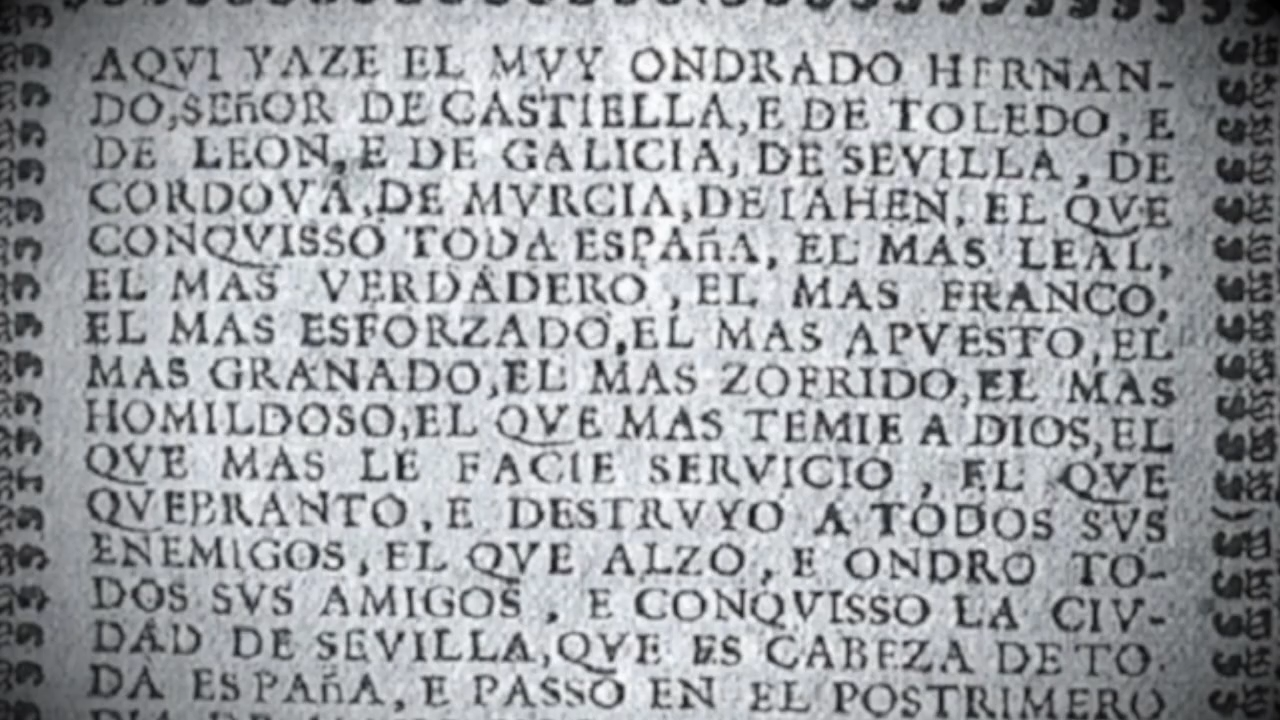 AQVI YAZE EL MVY ONDRADO HERNAN-
DO,SEñOR DE CASTIELLA,E DE TOLEDO, E
DE LEON,E DE GALICIA, DE SEVILLA, DE
CORDOVA,DE MVRCIA,DE IAHEN, EL QVE
CONQVISSO TODA ESPAñA, EL MAS LEAL,
EL MAS VERDADERO ,EL MAS FRANCO,
EL MAS ESFORZADO,EL MAS APVESTO,EL
MAS GRANADO,EL MAS ZOFRIDO,EL MAS
HOMILDOSO,EL QVE MAS TEMIE A DIOS,EL
QVE MAS LE FACIE SERVICIO , EL QVE
QVEBRANTO,E DESTRVYO A TODOS SVS
ENEMIGOS,EL QVE ALZO, E ONDRO TO-
DOS SVS AMIGOS , E CONQVISSO LA CIV-
DAD DE SEVILLA,QVE ES CABEZA DE TO-
DA ESPAñA, E PASSO EN EL POSTRIMERO